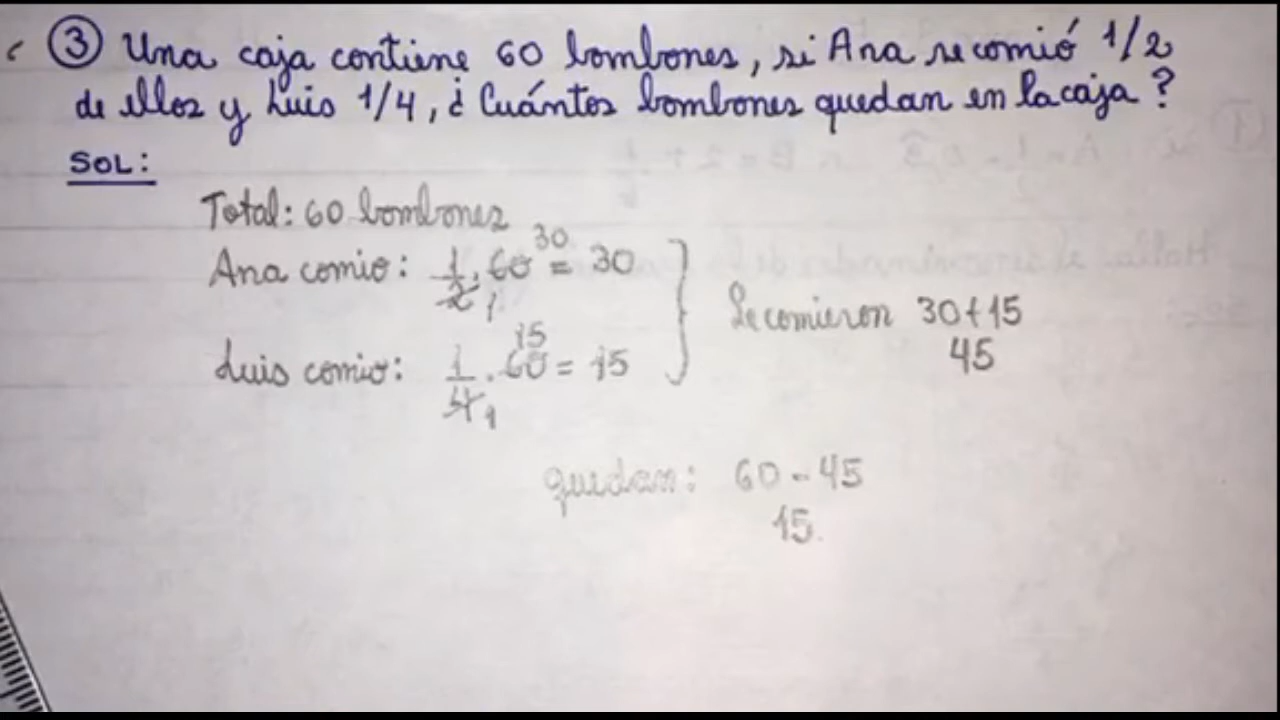 ③ Una caja contiene 60 bombones, si Ana se comió 1/2
de ellos y Luis 1/4, ¿Cuántos bombones quedan en la caja?
SOL:
Total: 60 bombones
Ana comio: 1/2 1 . 60 30 = 30
Luis comio: 1/4 1 . 60 15 = 15
Se comieron 30+15
45
quedan: 60-45
15